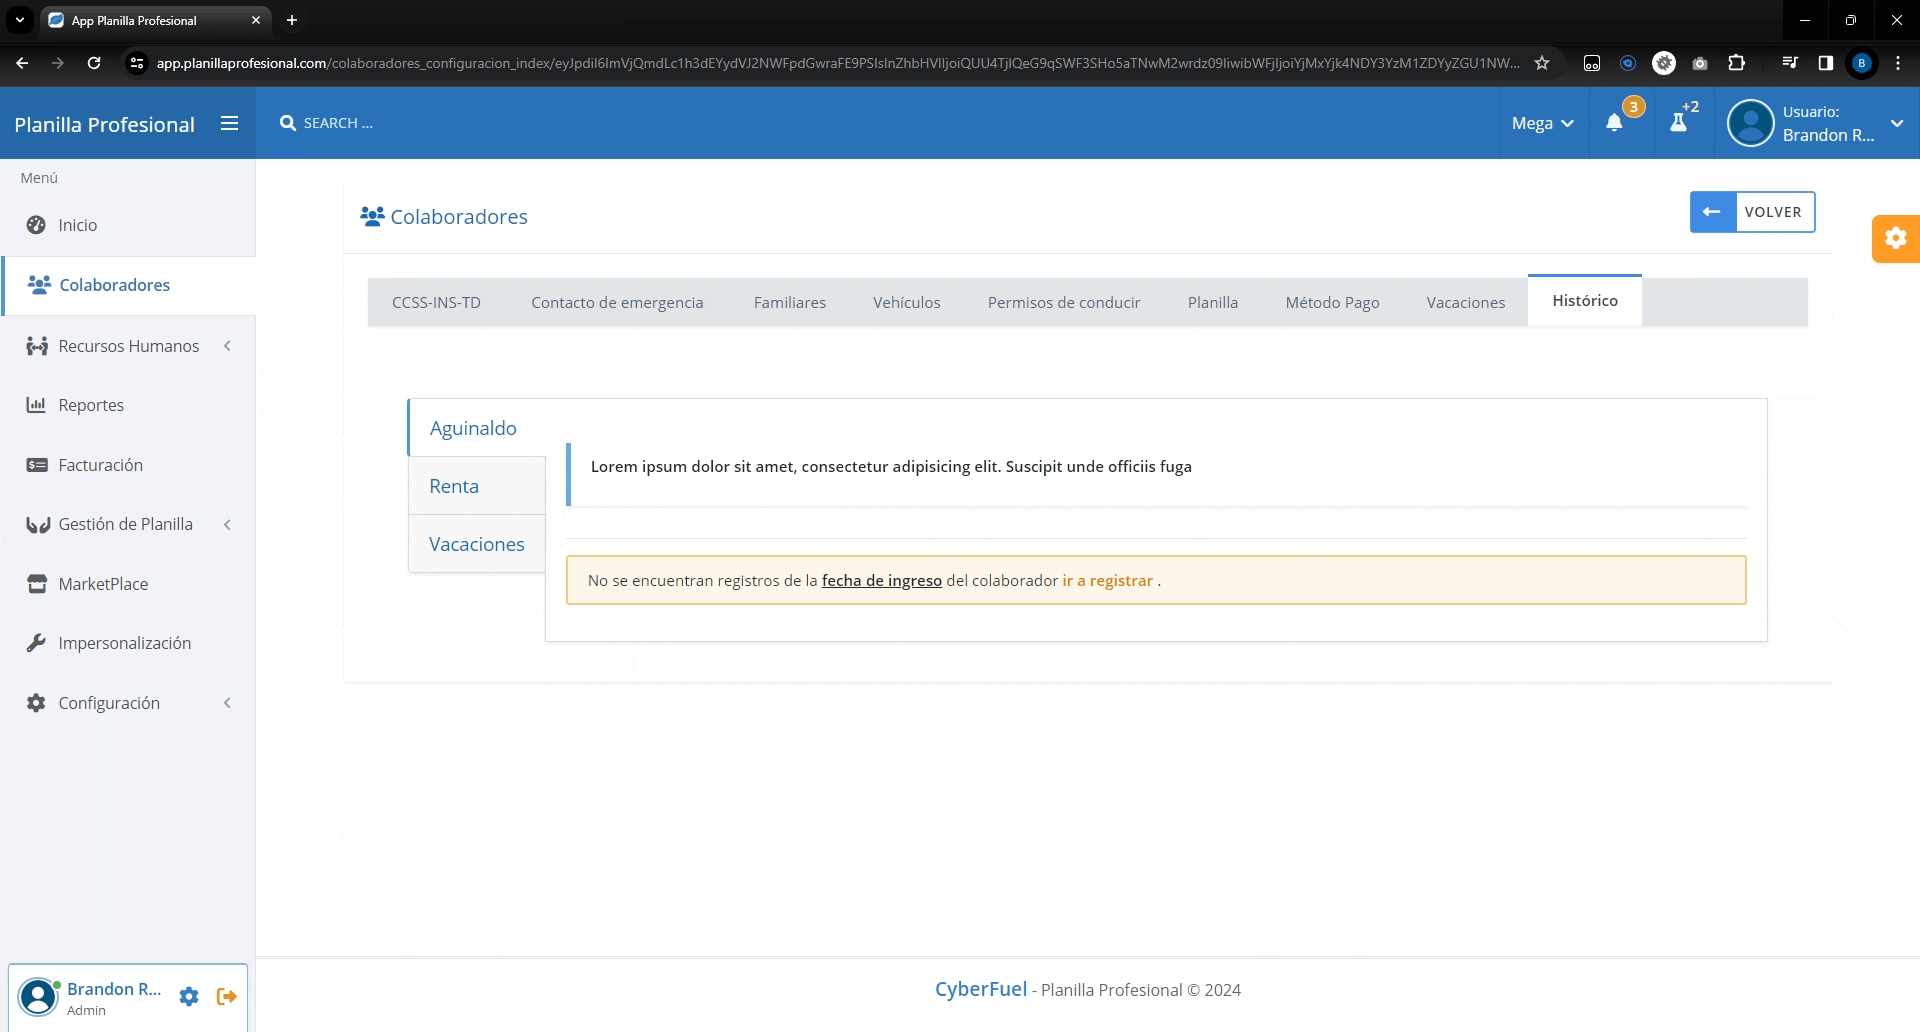 App Planilla Profesional
app.planillaprofesional.com/colaboradores_configuracion_index/
Planilla Profesional
SEARCH ...
Mega
3
+2
Usuario:
Brandon R...
Menú
Inicio
Colaboradores
Recursos Humanos
Reportes
Facturación
Gestión de Planilla
MarketPlace
Impersonalización
Configuración
Brandon R...
Admin
Colaboradores
VOLVER
CCSS-INS-TD Contacto de emergencia Familiares Vehículos Permisos de conducir Planilla Método Pago Vacaciones Histórico
Aguinaldo
Renta
Vacaciones
Lorem ipsum dolor sit amet, consectetur adipisicing elit. Suscipit unde officiis fuga
No se encuentran registros de la fecha de ingreso del colaborador ir a registrar .
CyberFuel - Planilla Profesional © 2024
B